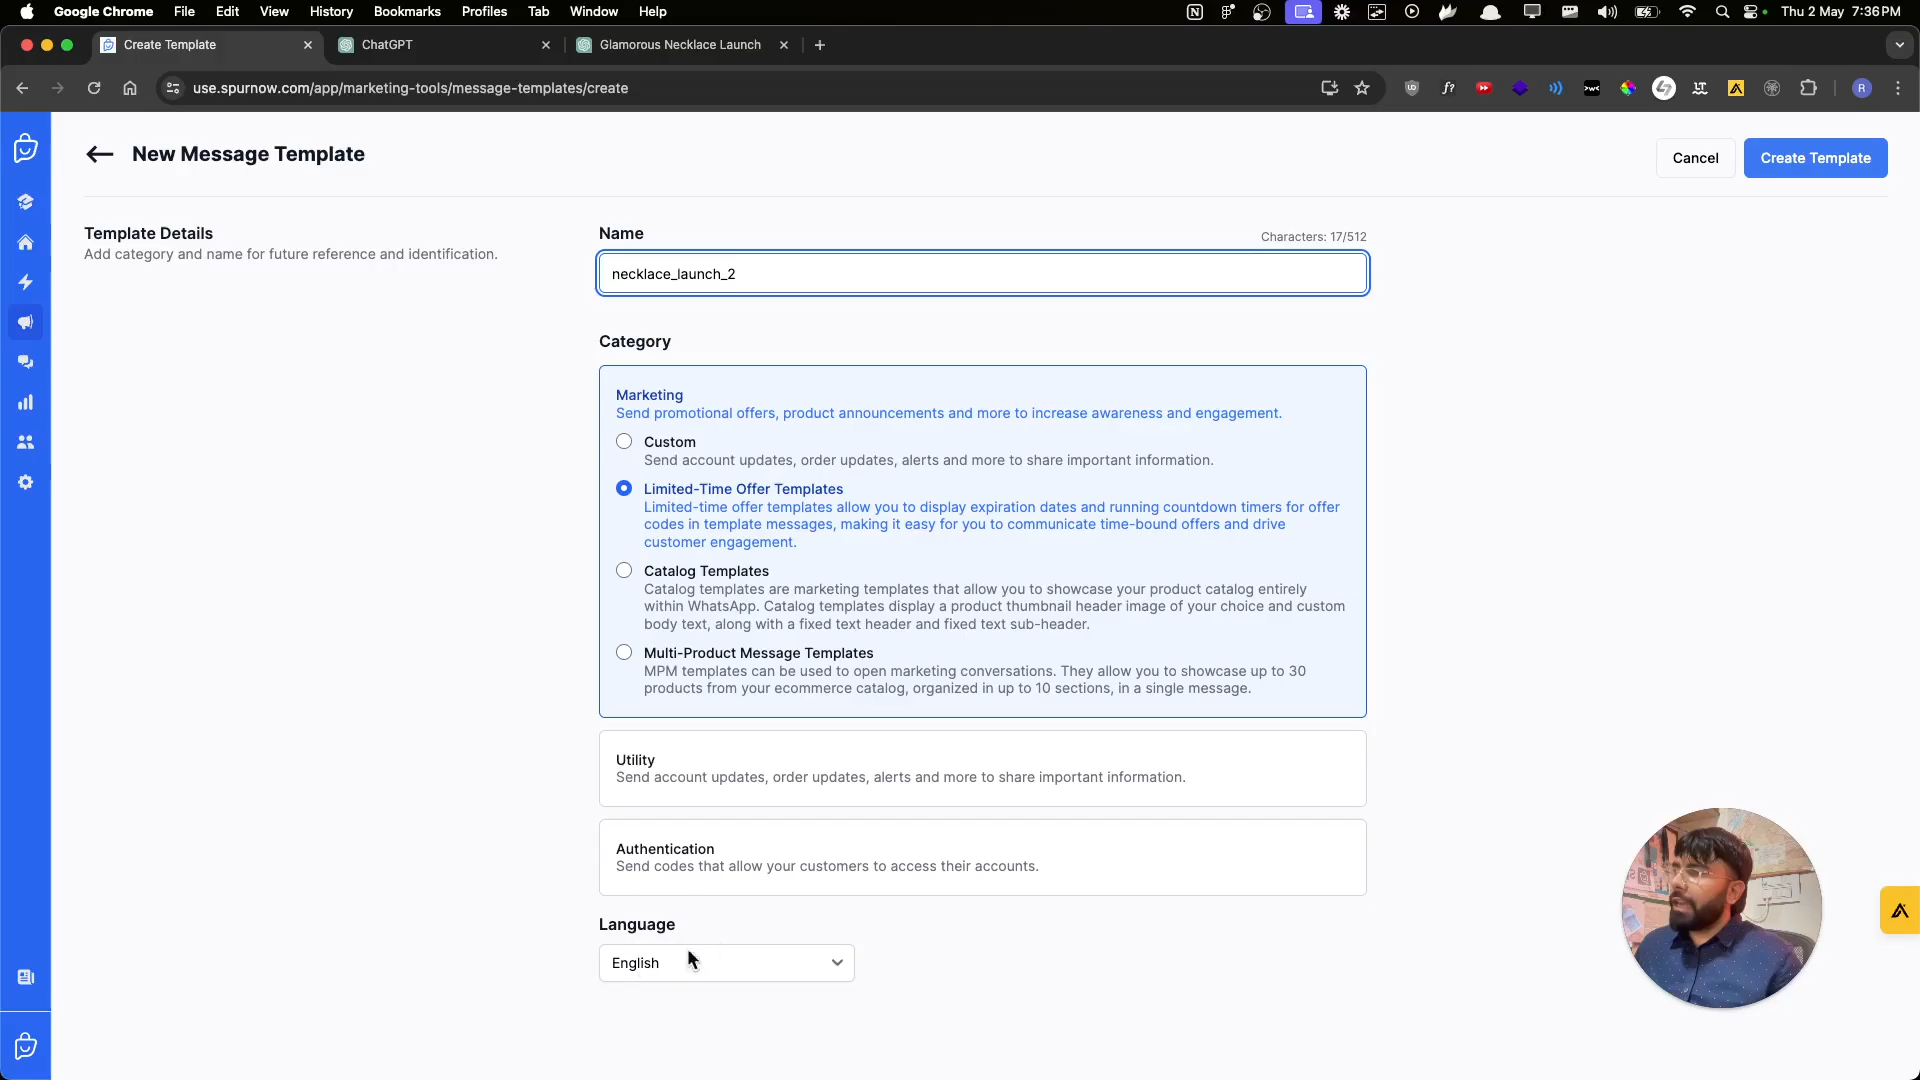 Google Chrome File Edit View History Bookmarks Profiles Tab Window Help
Thu 2 May 7:36 PM
Create Template
ChatGPT
Glamorous Necklace Launch
use.spurnow.com/app/marketing-tools/message-templates/create
R
New Message Template
Cancel
Create Template
Template Details
Add category and name for future reference and identification.
Name
Characters: 17/512
necklace_launch_2
Category
Marketing
Send promotional offers, product announcements and more to increase awareness and engagement.
Custom
Send account updates, order updates, alerts and more to share important information.
Limited-Time Offer Templates
Limited-time offer templates allow you to display expiration dates and running countdown timers for offer
codes in template messages, making it easy for you to communicate time-bound offers and drive
customer engagement.
Catalog Templates
Catalog templates are marketing templates that allow you to showcase your product catalog entirely
within WhatsApp. Catalog templates display a product thumbnail header image of your choice and custom
body text, along with a fixed text header and fixed text sub-header.
Multi-Product Message Templates
MPM templates can be used to open marketing conversations. They allow you to showcase up to 30
products from your ecommerce catalog, organized in up to 10 sections, in a single message.
Utility
Send account updates, order updates, alerts and more to share important information.
Authentication
Send codes that allow your customers to access their accounts.
Language
English